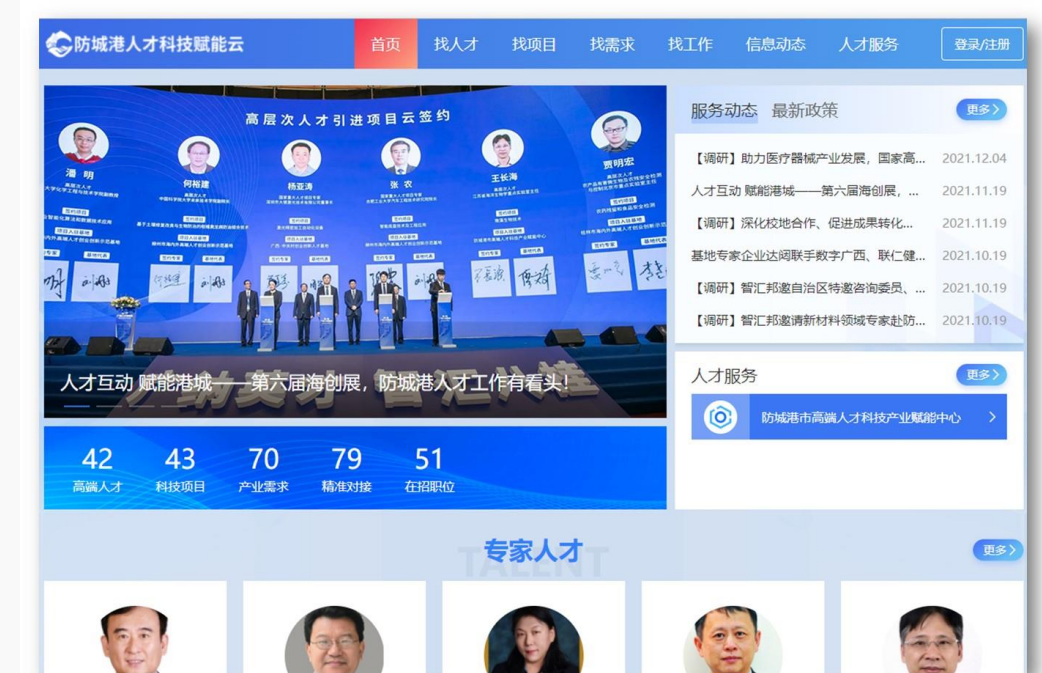 防城港人才科技赋能云
首页 找人才 找项目 找需求 找工作 信息动态 人才服务 登录/注册
高层次人才引进项目云签约
潘明 何裕建 杨亚涛 张农 王长海 贾明宏
人才互动 赋能港城——第六届海创展，防城港人才工作有看头！
服务动态 最新政策 更多>
【调研】助力医疗器械产业发展，国家高... 2021.12.04
人才互动 赋能港城——第六届海创展，... 2021.11.19
【调研】深化校地合作、促进成果转化... 2021.11.19
基地专家企业达闼联手数字广西、联仁健... 2021.10.19
【调研】智汇邦邀自治区特邀咨询委员、... 2021.10.19
【调研】智汇邦邀请新材料领域专家赴防... 2021.10.19
人才服务 更多>
防城港市高端人才科技产业赋能中心 >
42 43 70 79 51
高端人才 科技项目 产业需求 精准对接 在招职位
专家人才 更多>
TALENT